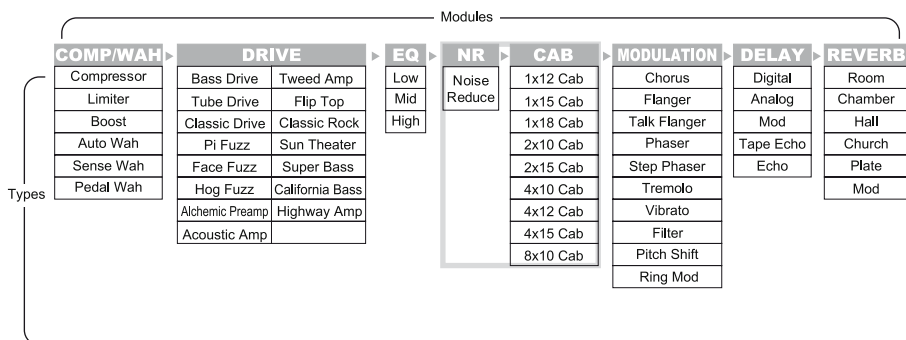 Modules
COMP/WAH DRIVE EQ NR CAB MODULATION DELAY REVERB
Types
Compressor
Limiter
Boost
Auto Wah
Sense Wah
Pedal Wah
Bass Drive Tweed Amp
Tube Drive Flip Top
Classic Drive Classic Rock
Pi Fuzz Sun Theater
Face Fuzz Super Bass
Hog Fuzz California Bass
Alchemic Preamp Highway Amp
Acoustic Amp
Low
Mid
High
Noise
Reduce
1x12 Cab
1x15 Cab
1x18 Cab
2x10 Cab
2x15 Cab
4x10 Cab
4x12 Cab
4x15 Cab
8x10 Cab
Chorus
Flanger
Talk Flanger
Phaser
Step Phaser
Tremolo
Vibrato
Filter
Pitch Shift
Ring Mod
Digital
Analog
Mod
Tape Echo
Echo
Room
Chamber
Hall
Church
Plate
Mod